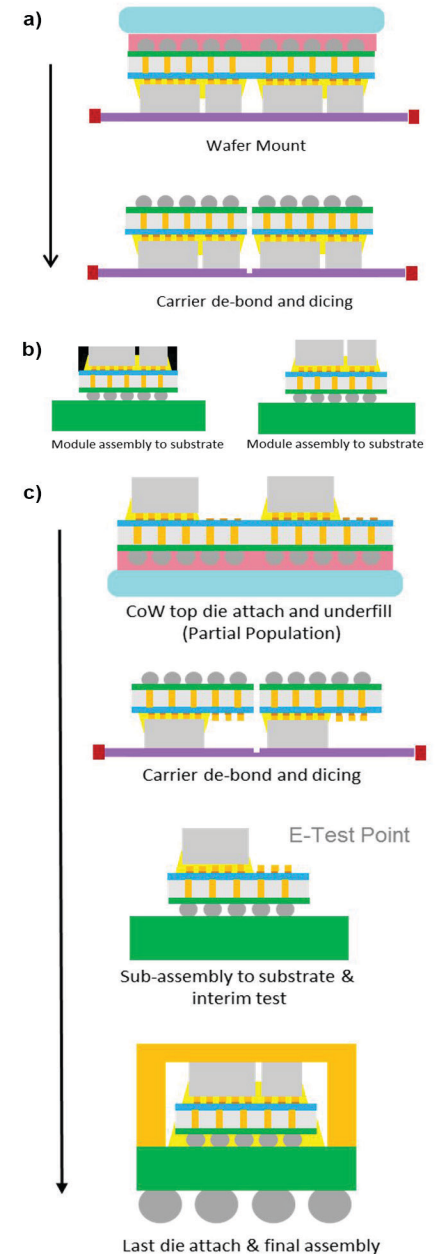 a)
Wafer Mount
Carrier de-bond and dicing
b)
Module assembly to substrate
Module assembly to substrate
c)
CoW top die attach and underfill
(Partial Population)
Carrier de-bond and dicing
E-Test Point
Sub-assembly to substrate &
interim test
Last die attach & final assembly